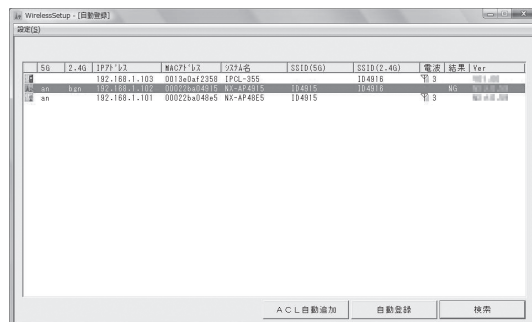 WirelessSetup - [自動登録]
設定(S)
5G 2.4G IPｱﾄﾞﾚｽ MACｱﾄﾞﾚｽ ｼｽﾃﾑ名 SSID(5G) SSID(2.4G) 電波 結果 Ver
192.168.1.103 0013e0af2358 IPCL-355 ID4916 3
an bgn 192.168.1.102 00022ba04915 NX-AP4915 ID4915 ID4916 NG
an 192.168.1.101 00022ba048e5 NX-AP48E5 ID4915 3
ＡＣＬ自動追加 自動登録 検索